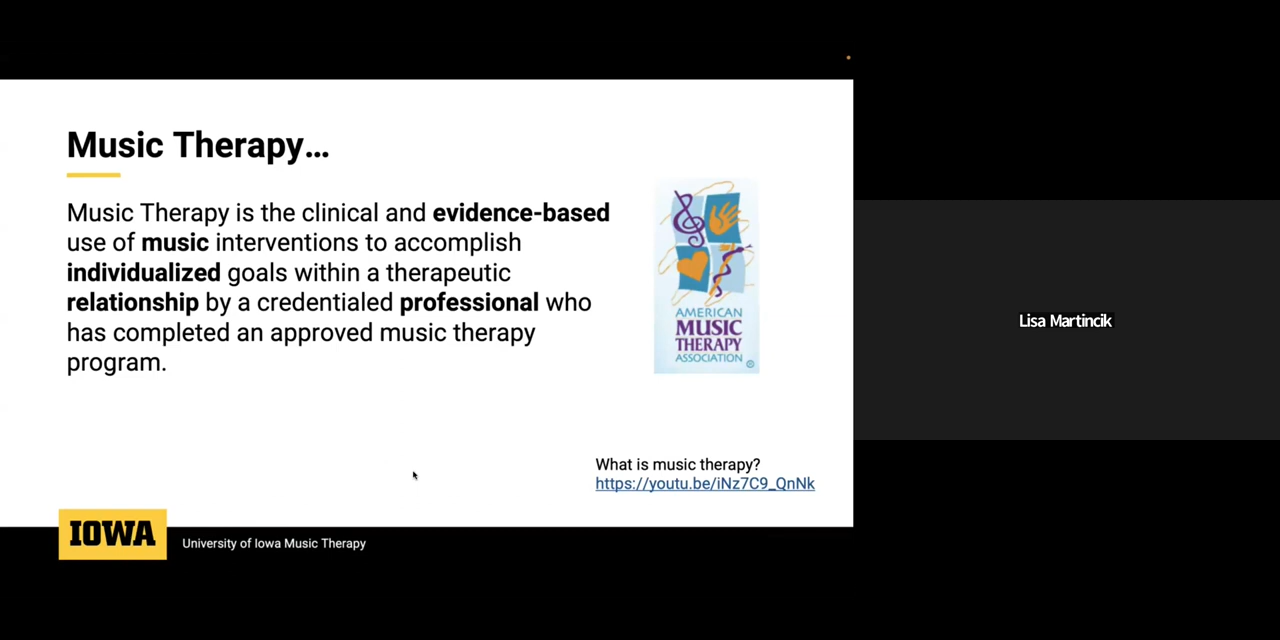 Music Therapy…
Music Therapy is the clinical and evidence-based
use of music interventions to accomplish
individualized goals within a therapeutic
relationship by a credentialed professional who
has completed an approved music therapy
program.
AMERICAN
MUSIC
THERAPY
ASSOCIATION
®
What is music therapy?
https://youtu.be/iNz7C9_QnNk
IOWA
University of Iowa Music Therapy
Lisa Martincik